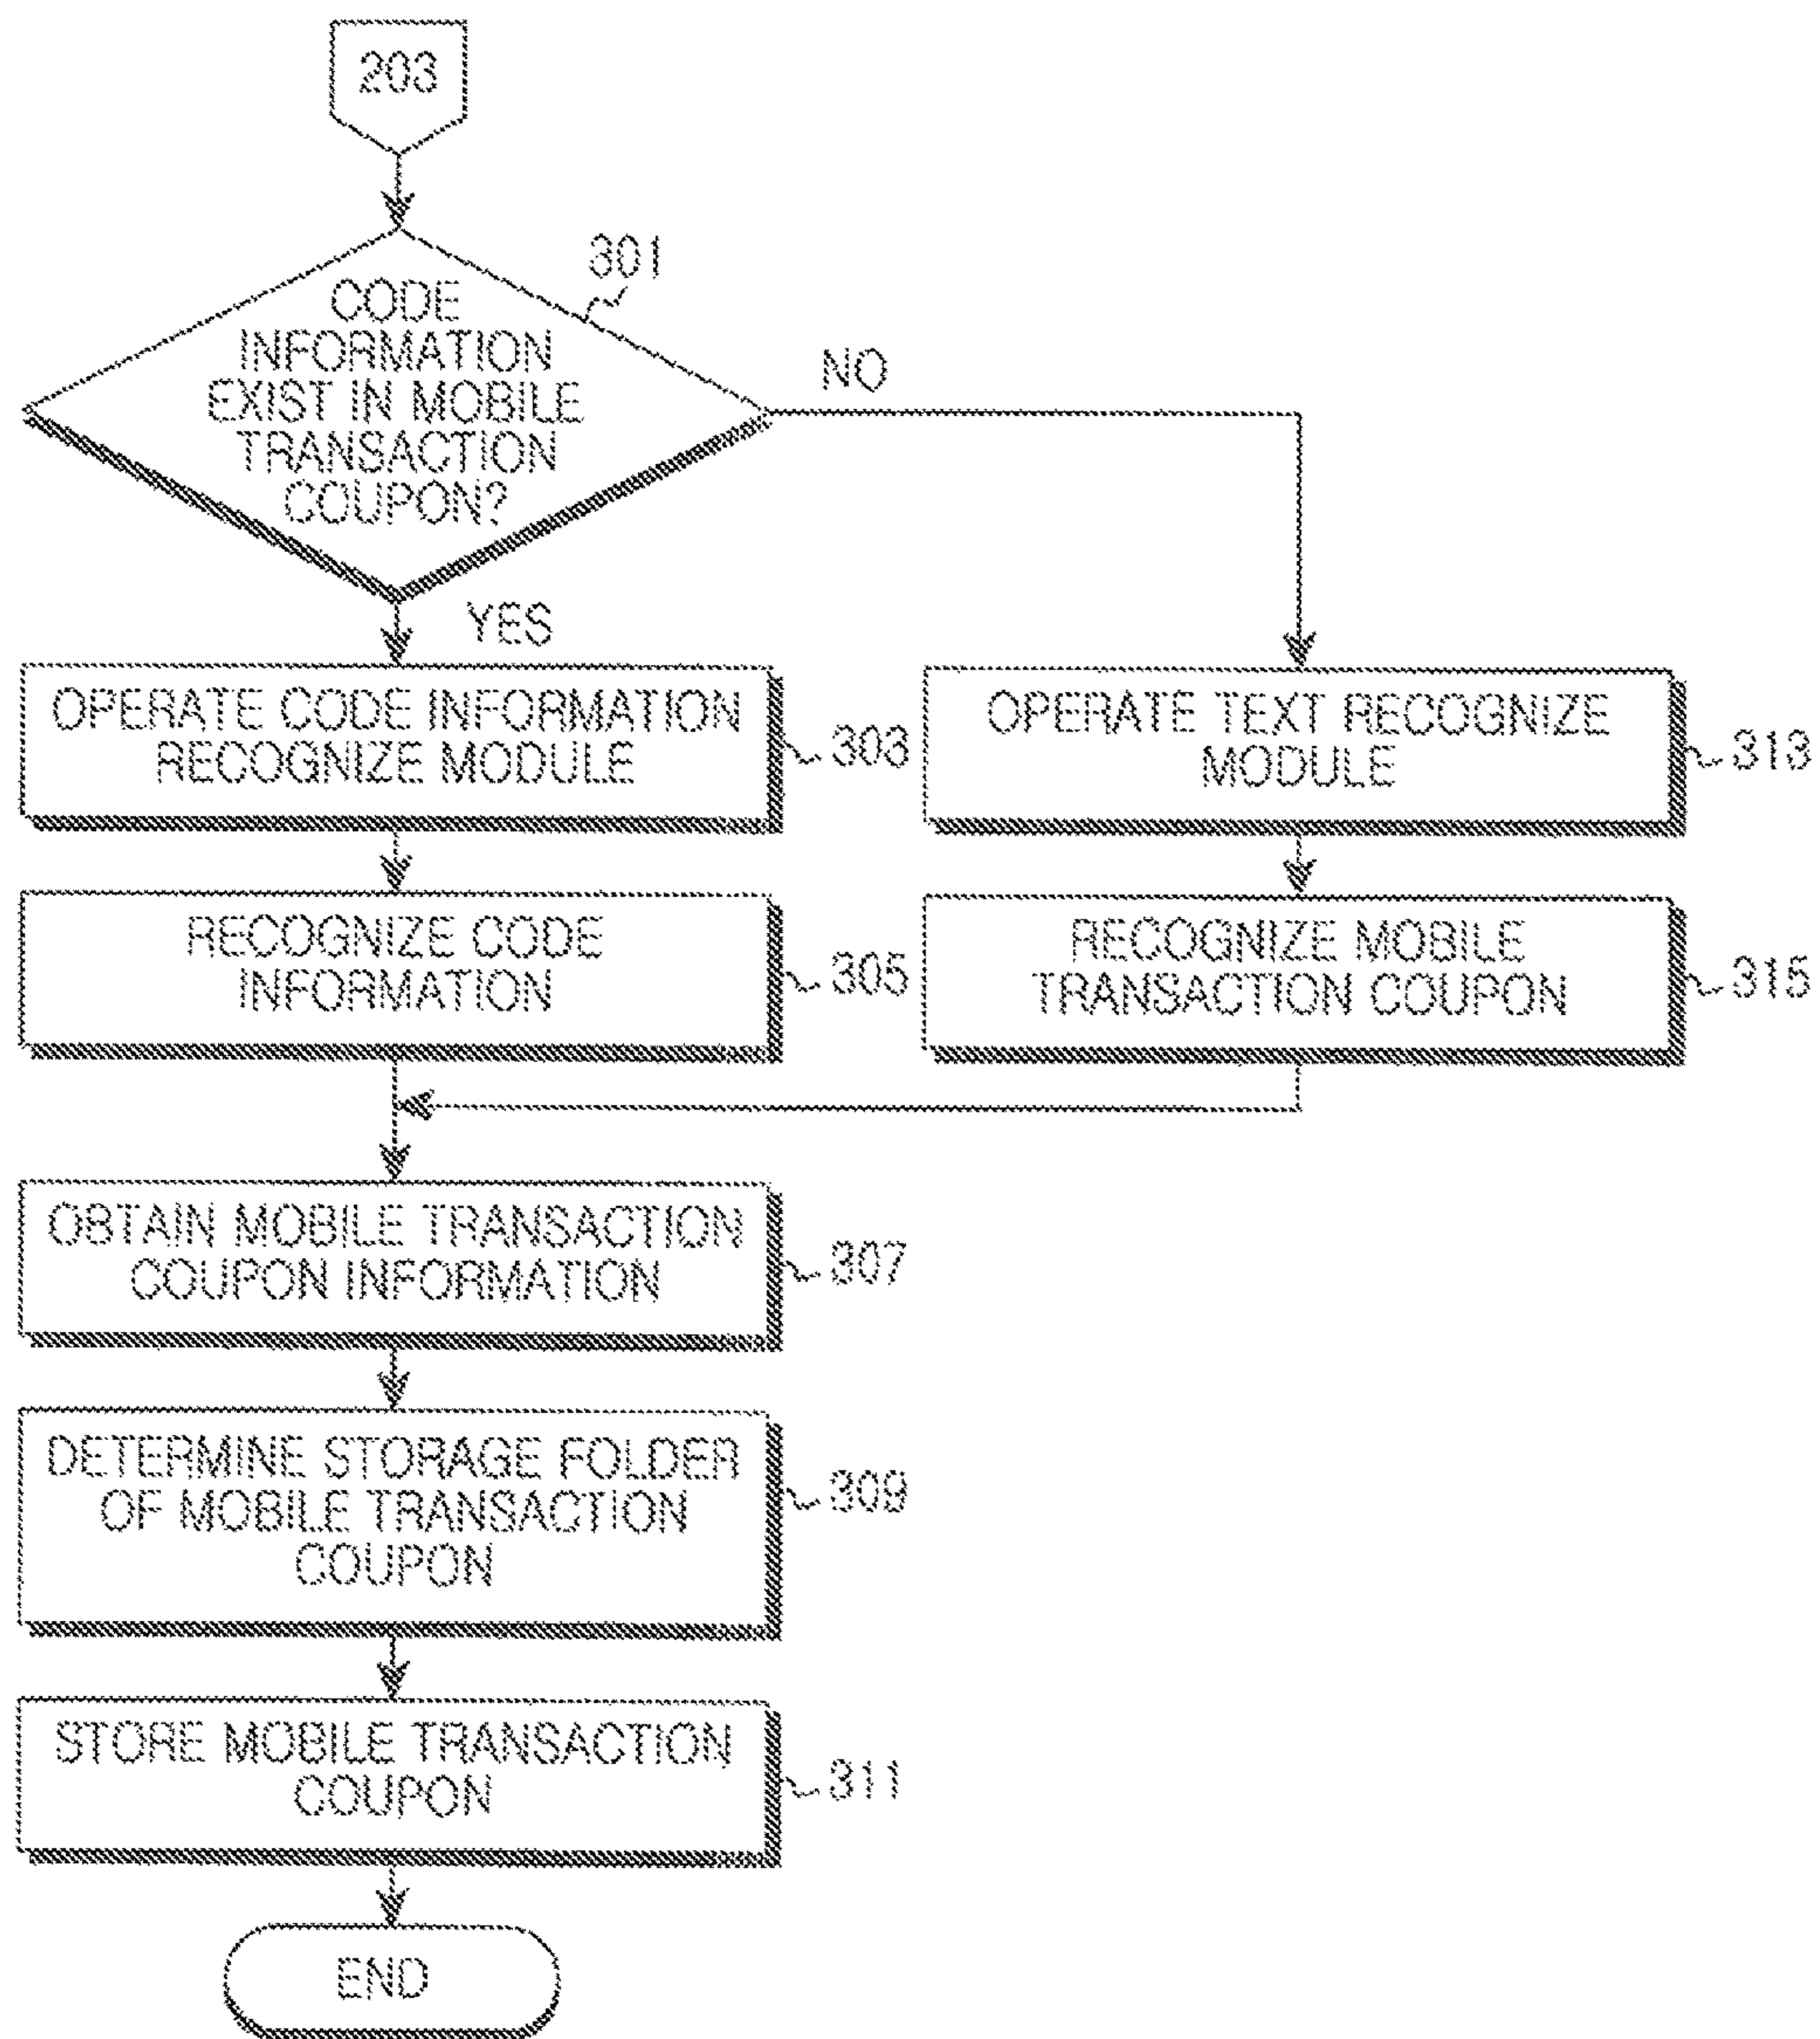 203
301
CODE
INFORMATION
EXIST IN MOBILE
TRANSACTION
COUPON?
NO
YES
OPERATE CODE INFORMATION
RECOGNIZE MODULE
303
OPERATE TEXT RECOGNIZE
MODULE
313
RECOGNIZE CODE
INFORMATION
305
RECOGNIZE MOBILE
TRANSACTION COUPON
315
OBTAIN MOBILE TRANSACTION
COUPON INFORMATION
307
DETERMINE STORAGE FOLDER
OF MOBILE TRANSACTION
COUPON
309
STORE MOBILE TRANSACTION
COUPON
311
END